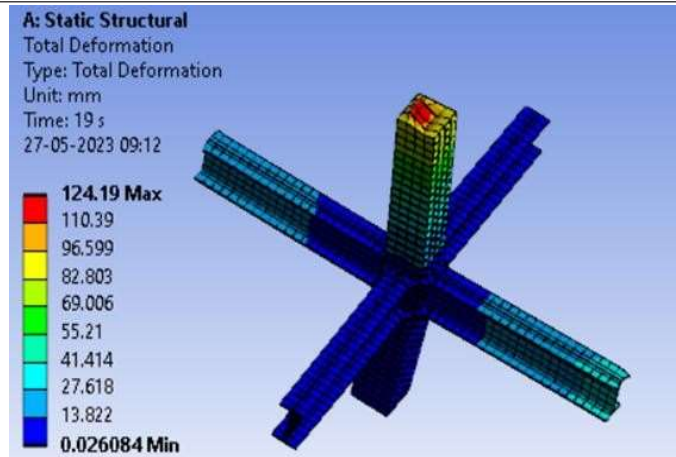 A: Static Structural
Total Deformation
Type: Total Deformation
Unit: mm
Time: 19 s
27-05-2023 09:12
124.19 Max
110.39
96.599
82.803
69.006
55.21
41.414
27.618
13.822
0.026084 Min